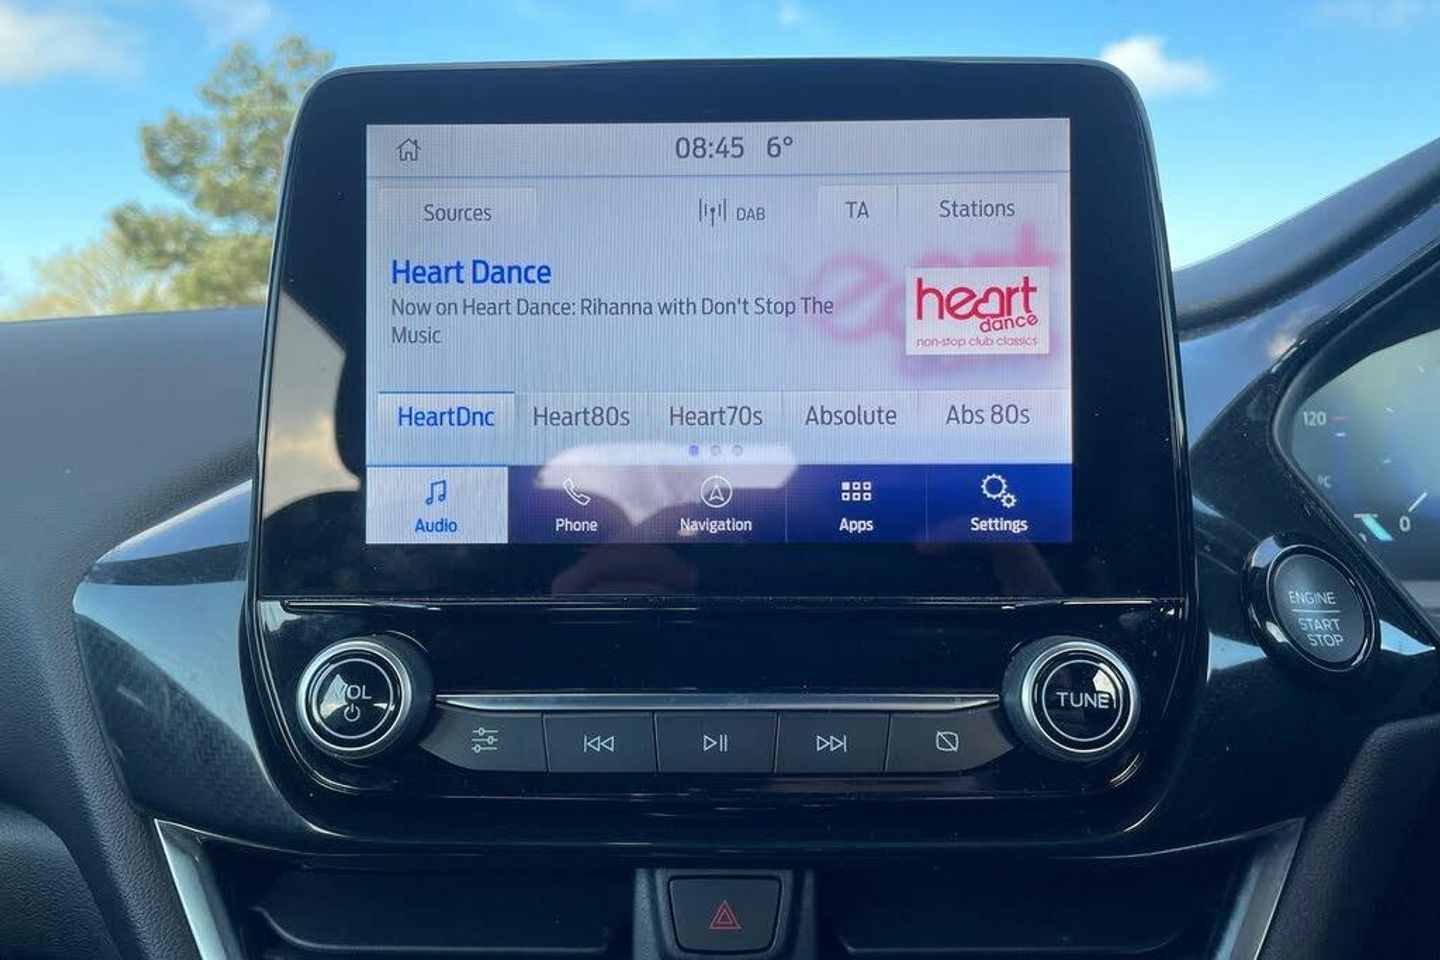 08:45 6°
Sources
DAB
TA
Stations
Heart Dance
Now on Heart Dance: Rihanna with Don't Stop The
Music
heart
dance
non-stop club classics
HeartDnc
Heart80s
Heart70s
Absolute
Abs 80s
Audio
Phone
Navigation
Apps
Settings
VOL
TUNE
ENGINE
START
STOP
120
°C
0